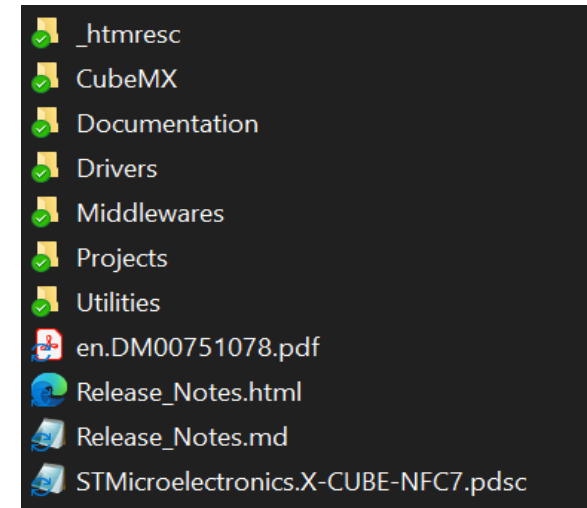 _htmresc
CubeMX
Documentation
Drivers
Middlewares
Projects
Utilities
en.DM00751078.pdf
Release_Notes.html
Release_Notes.md
STMicroelectronics.X-CUBE-NFC7.pdsc